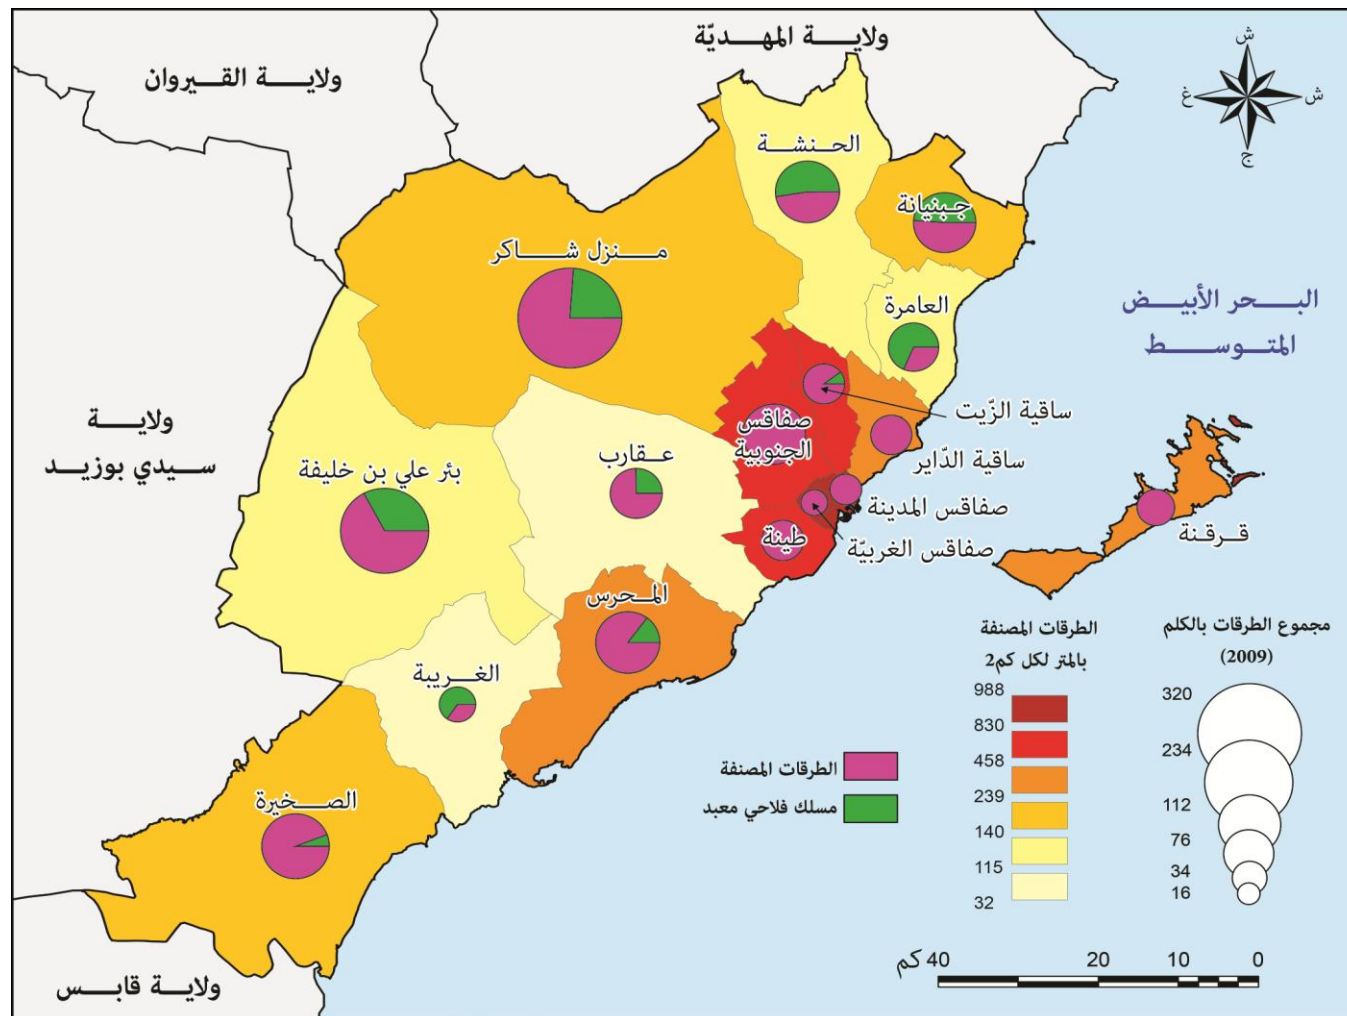 ولاية المهديّة
ولاية القيروان
ش
غ
ش
ج
الحنشة
جبنيانة
منزل شاكر
العامرة
البحر الأبيض
المتوسط
ولاية
سيدي بوزيد
بئر علي بن خليفة
عقارب
صفاقس
الجنوبية
ساقية الزّيت
ساقية الدّاير
صفاقس المدينة
صفاقس الغربيّة
طينة
قرقنة
المحرس
الغريبة
الصخيرة
ولاية قابس
الطرقات المصنفة
مسلك فلاحي معبد
الطرقات المصنفة
بالمتر لكل كم2
988
830
458
239
140
115
32
مجموع الطرقات بالكلم
(2009)
320
234
112
76
34
16
كم 40 20 10 0